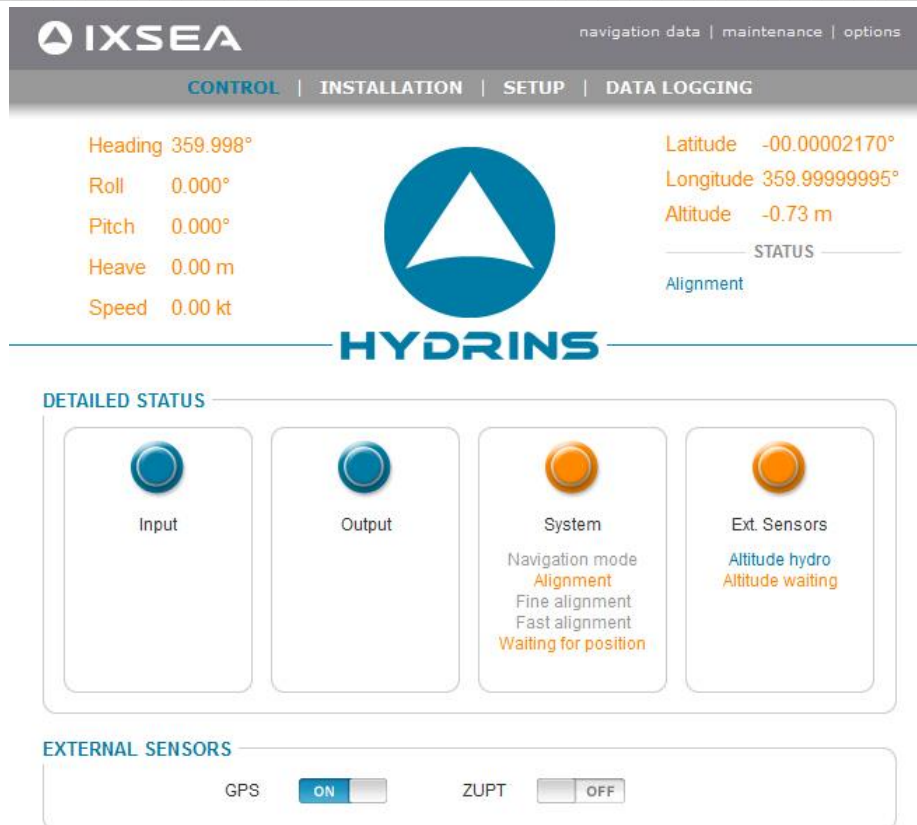 IXSEA
navigation data | maintenance | options
CONTROL | INSTALLATION | SETUP | DATA LOGGING
Heading 359.998°
Roll 0.000°
Pitch 0.000°
Heave 0.00 m
Speed 0.00 kt
Latitude -00.00002170°
Longitude 359.99999995°
Altitude -0.73 m
STATUS
Alignment
HYDRINS
DETAILED STATUS
Input
Output
System
Navigation mode
Alignment
Fine alignment
Fast alignment
Waiting for position
Ext. Sensors
Altitude hydro
Altitude waiting
EXTERNAL SENSORS
GPS ON ZUPT OFF